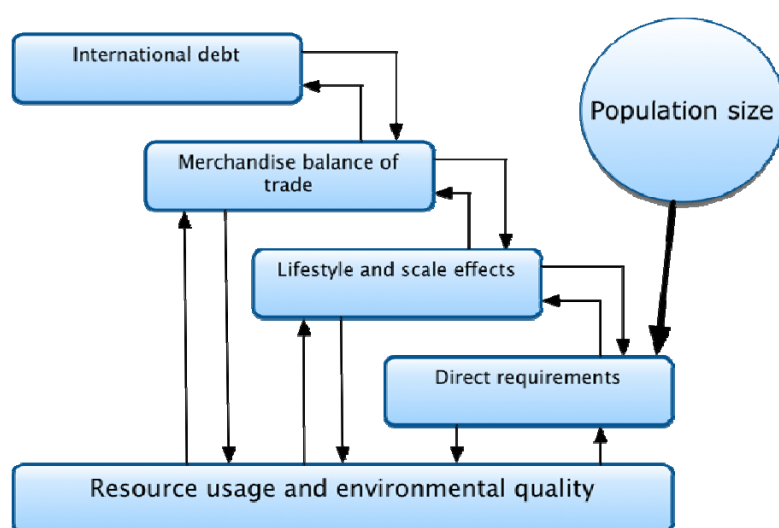 International debt
Population size
Merchandise balance of
trade
Lifestyle and scale effects
Direct requirements
Resource usage and environmental quality